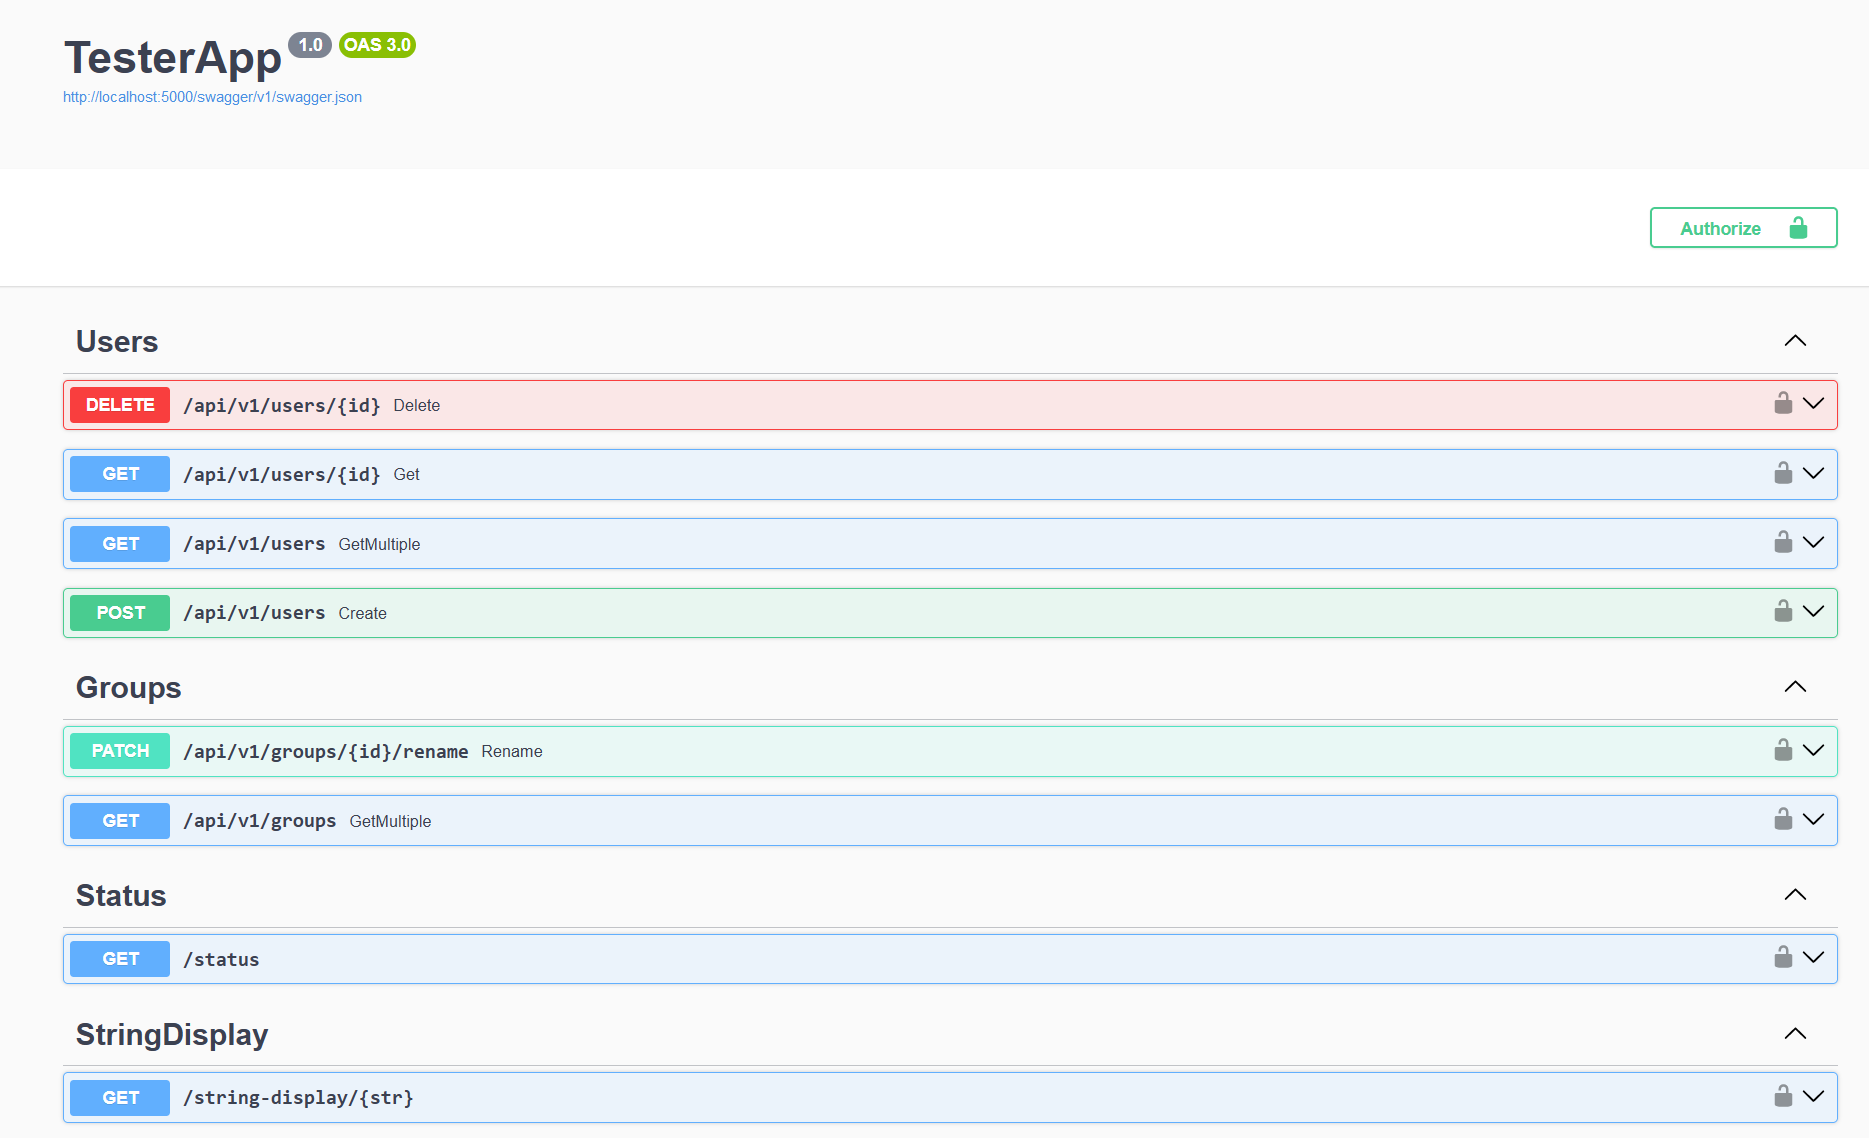 TesterApp 1.0 OAS 3.0
http://localhost:5000/swagger/v1/swagger.json
Authorize
Users
DELETE /api/v1/users/{id} Delete
GET /api/v1/users/{id} Get
GET /api/v1/users GetMultiple
POST /api/v1/users Create
Groups
PATCH /api/v1/groups/{id}/rename Rename
GET /api/v1/groups GetMultiple
Status
GET /status
StringDisplay
GET /string-display/{str}